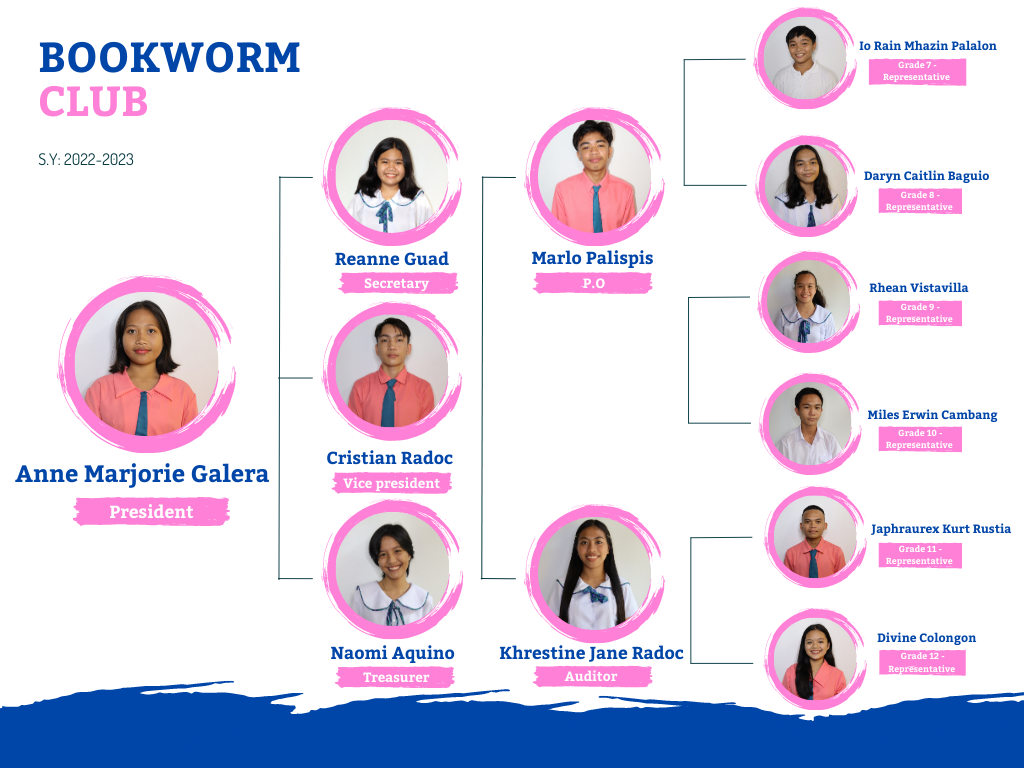 BOOKWORM
CLUB
S.Y: 2022-2023
Anne Marjorie Galera
President
Reanne Guad
Secretary
Cristian Radoc
Vice president
Naomi Aquino
Treasurer
Marlo Palispis
P.O
Khrestine Jane Radoc
Auditor
Io Rain Mhazin Palalon
Grade 7 -
Representative
Daryn Caitlin Baguio
Grade 8 -
Representative
Rhean Vistavilla
Grade 9 -
Representative
Miles Erwin Cambang
Grade 10 -
Representative
Japhraurex Kurt Rustia
Grade 11 -
Representative
Divine Colongon
Grade 12 -
Representative